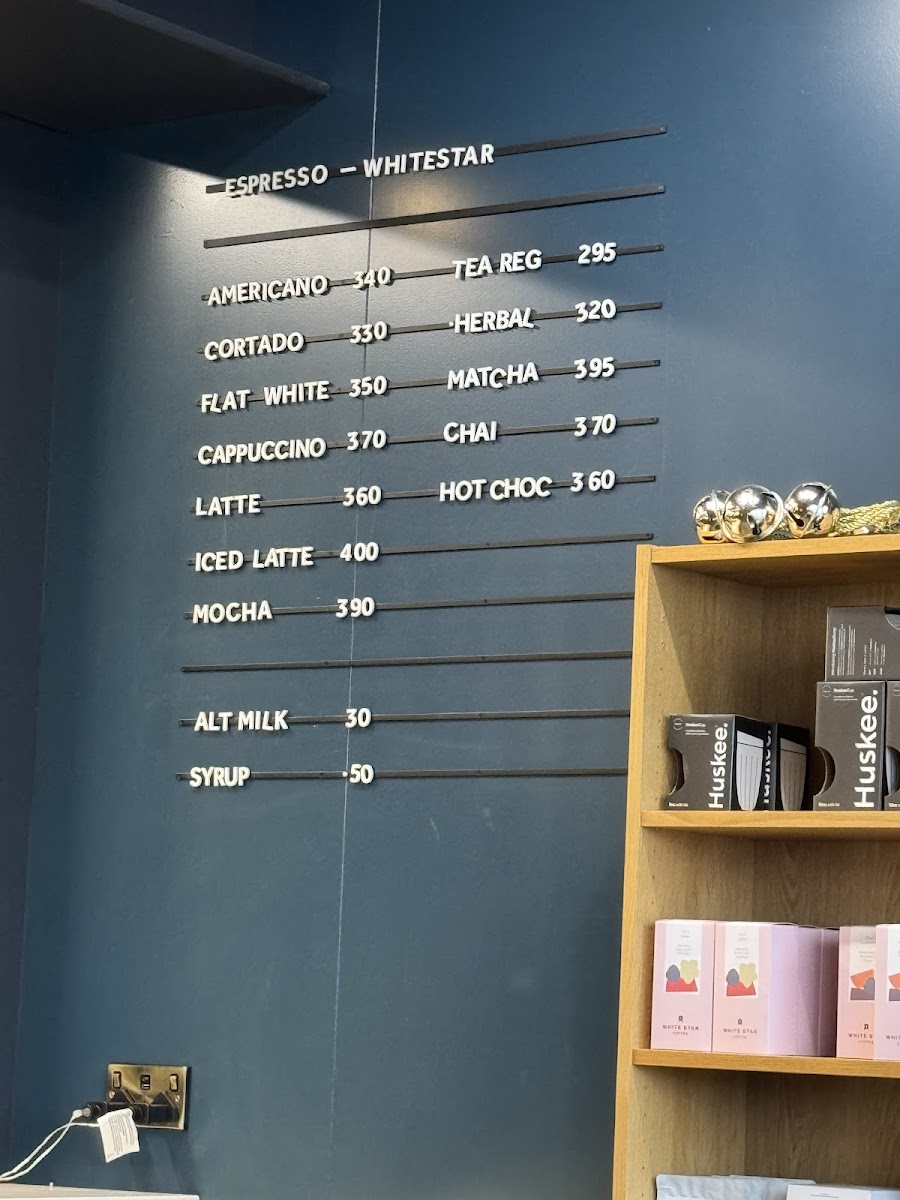 ESPRESSO – WHITESTAR
AMERICANO 340 TEA REG 295
CORTADO 330 HERBAL 320
FLAT WHITE 350 MATCHA 395
CAPPUCCINO 370 CHAI 370
LATTE 360 HOT CHOC 360
ICED LATTE 400
MOCHA 390
ALT MILK 30
SYRUP 50
Huskee.
Huskee.
Huskee.
WHITE STAR
WHITE STAR